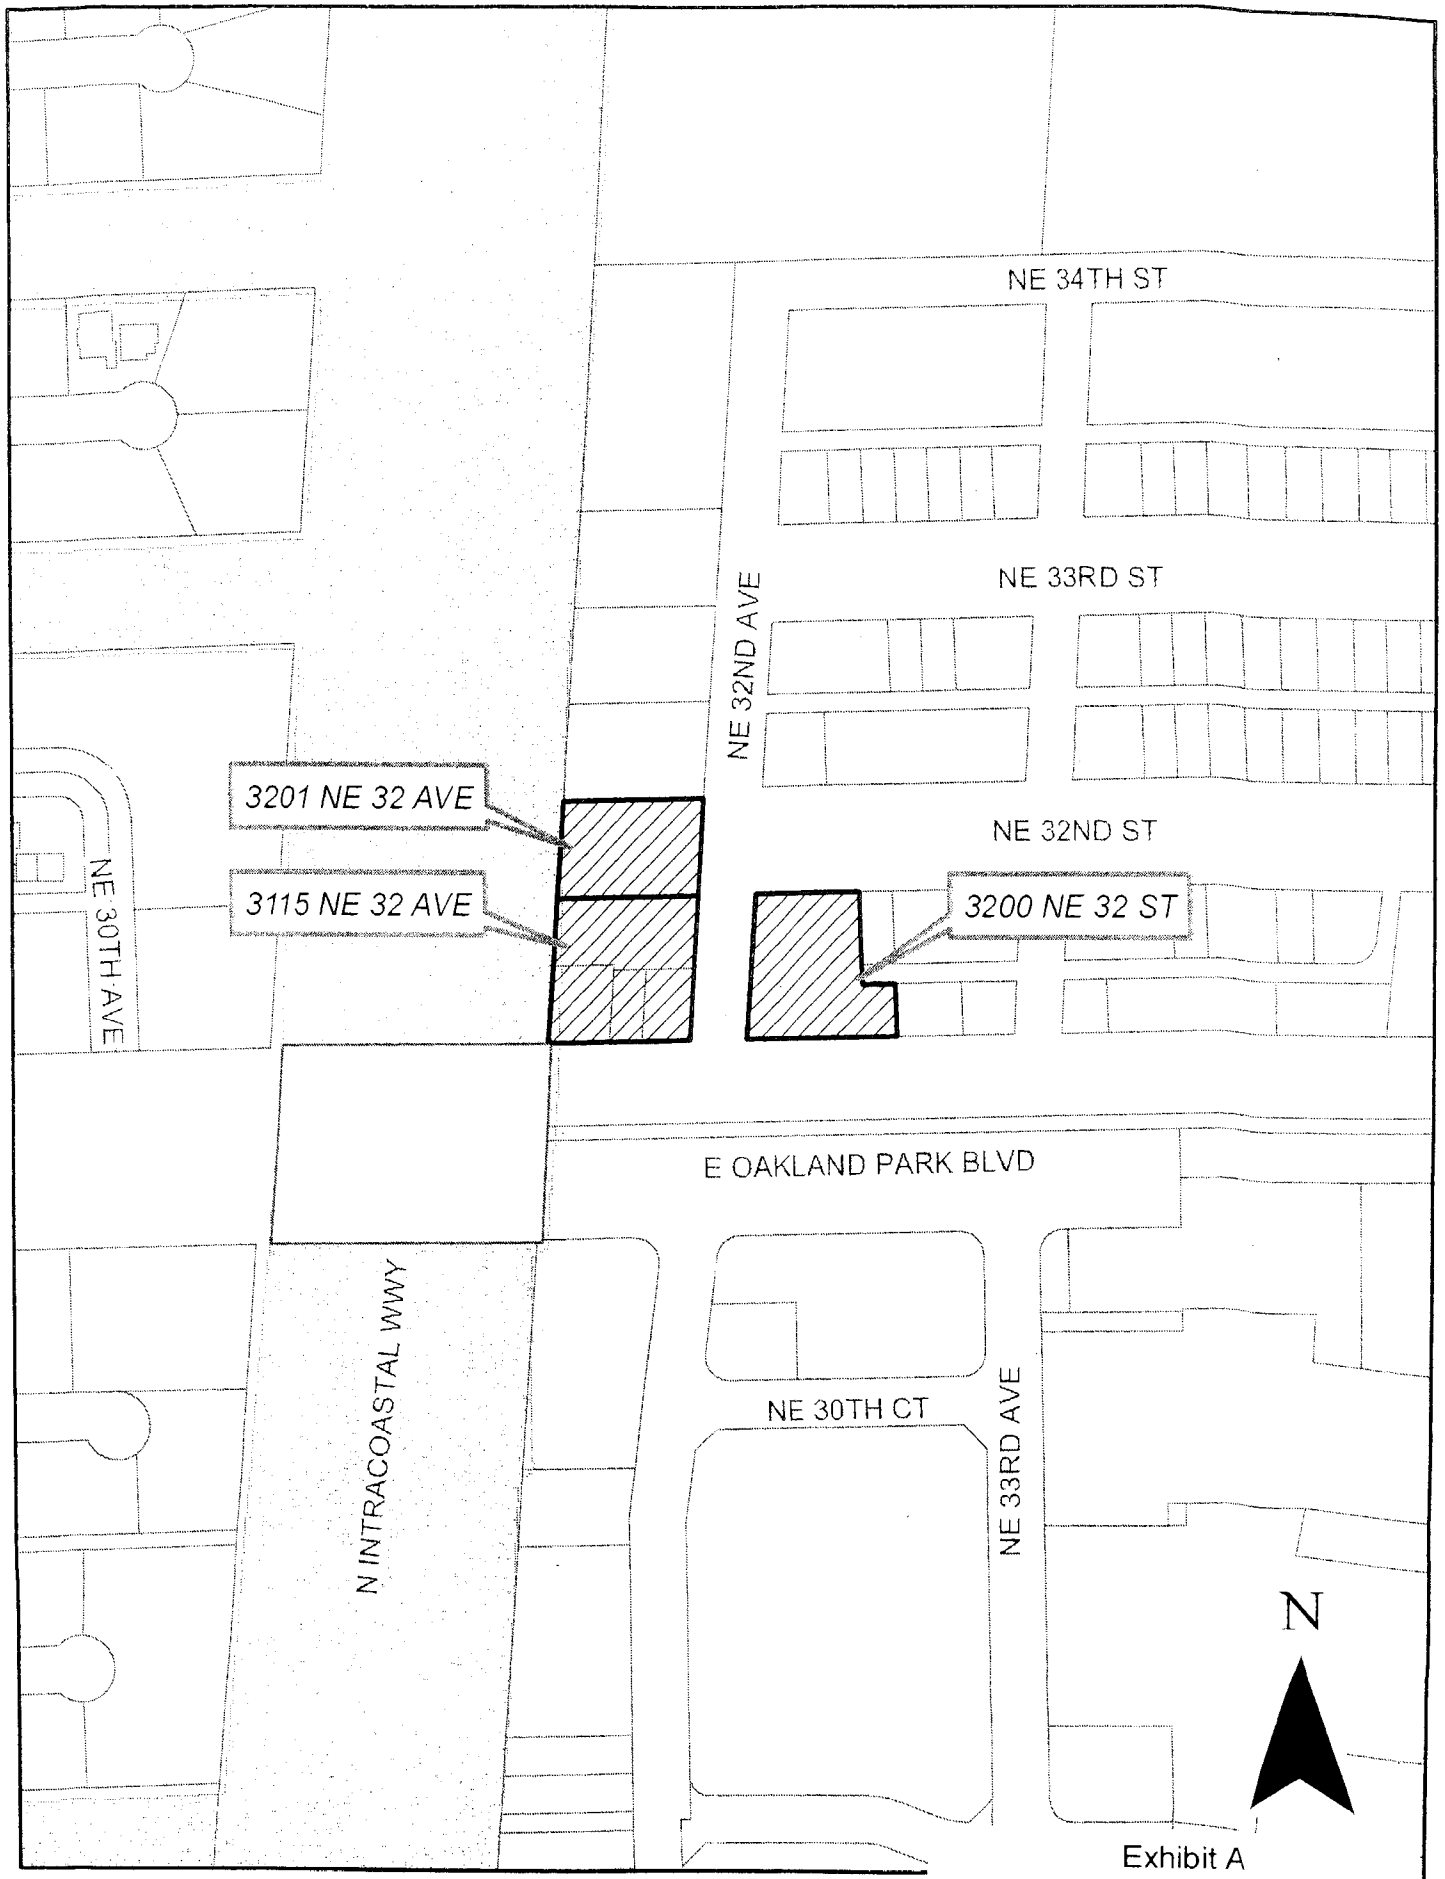 NE 34TH ST
NE 33RD ST
NE 32ND AVE
3201 NE 32 AVE
NE 32ND ST
3115 NE 32 AVE
3200 NE 32 ST
NE 30TH AVE
E OAKLAND PARK BLVD
N INTRACOASTAL WWY
NE 30TH CT
NE 33RD AVE
N
Exhibit A